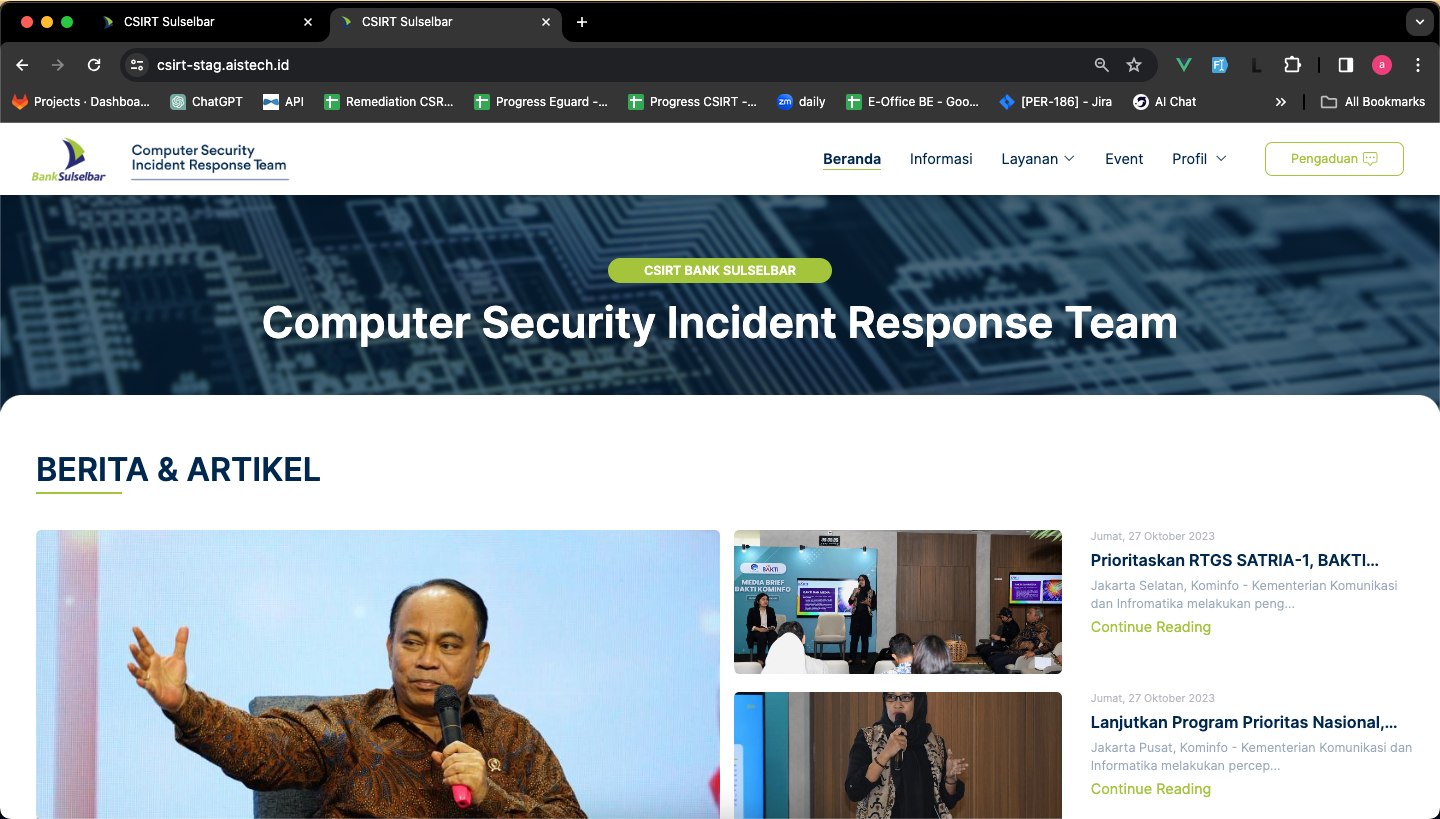 CSIRT Sulselbar
CSIRT Sulselbar
csirt-stag.aistech.id
a
Projects · Dashboa...
ChatGPT
API
Remediation CSR...
Progress Eguard -...
Progress CSIRT -...
zm daily
E-Office BE - Goo...
[PER-186] - Jira
AI Chat
All Bookmarks
BankSulselbar
Computer Security
Incident Response Team
Beranda
Informasi
Layanan
Event
Profil
Pengaduan
CSIRT BANK SULSELBAR
Computer Security Incident Response Team
BERITA & ARTIKEL
BAKTI
MEDIA BRIEF
BAKTI KOMINFO
Jumat, 27 Oktober 2023
Prioritaskan RTGS SATRIA-1, BAKTI...
Jakarta Selatan, Kominfo - Kementerian Komunikasi
dan Infromatika melakukan peng...
Continue Reading
Jumat, 27 Oktober 2023
Lanjutkan Program Prioritas Nasional,...
Jakarta Pusat, Kominfo - Kementerian Komunikasi dan
Informatika melakukan percep...
Continue Reading